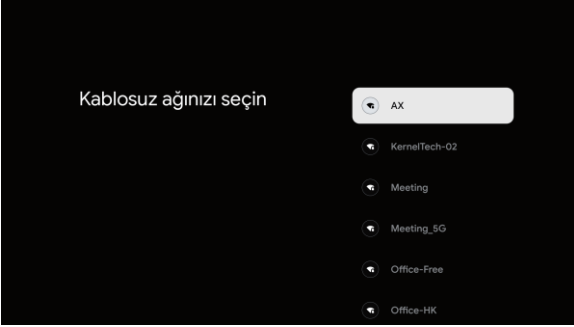 Kablosuz ağınızı seçin
AX
KernelTech-02
Meeting
Meeting_5G
Office-Free
Office-HK